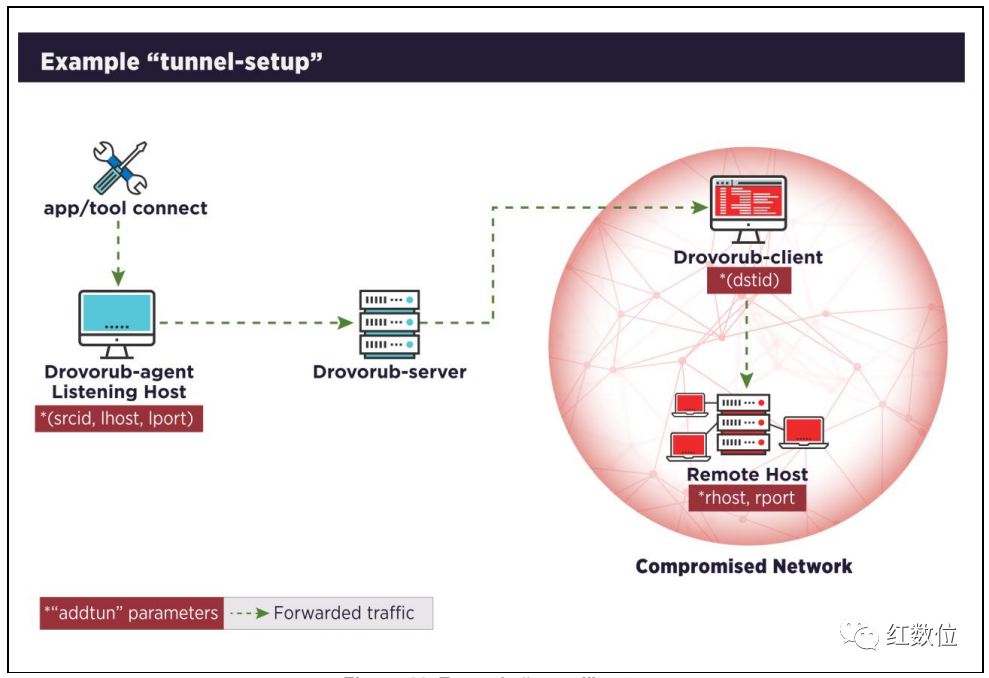 Example “tunnel-setup”
app/tool connect
Drovorub-agent
Listening Host
*(srcid, lhost, lport)
Drovorub-server
Drovorub-client
*(dstid)
Remote Host
*rhost, rport
Compromised Network
*“addtun” parameters
Forwarded traffic
红数位